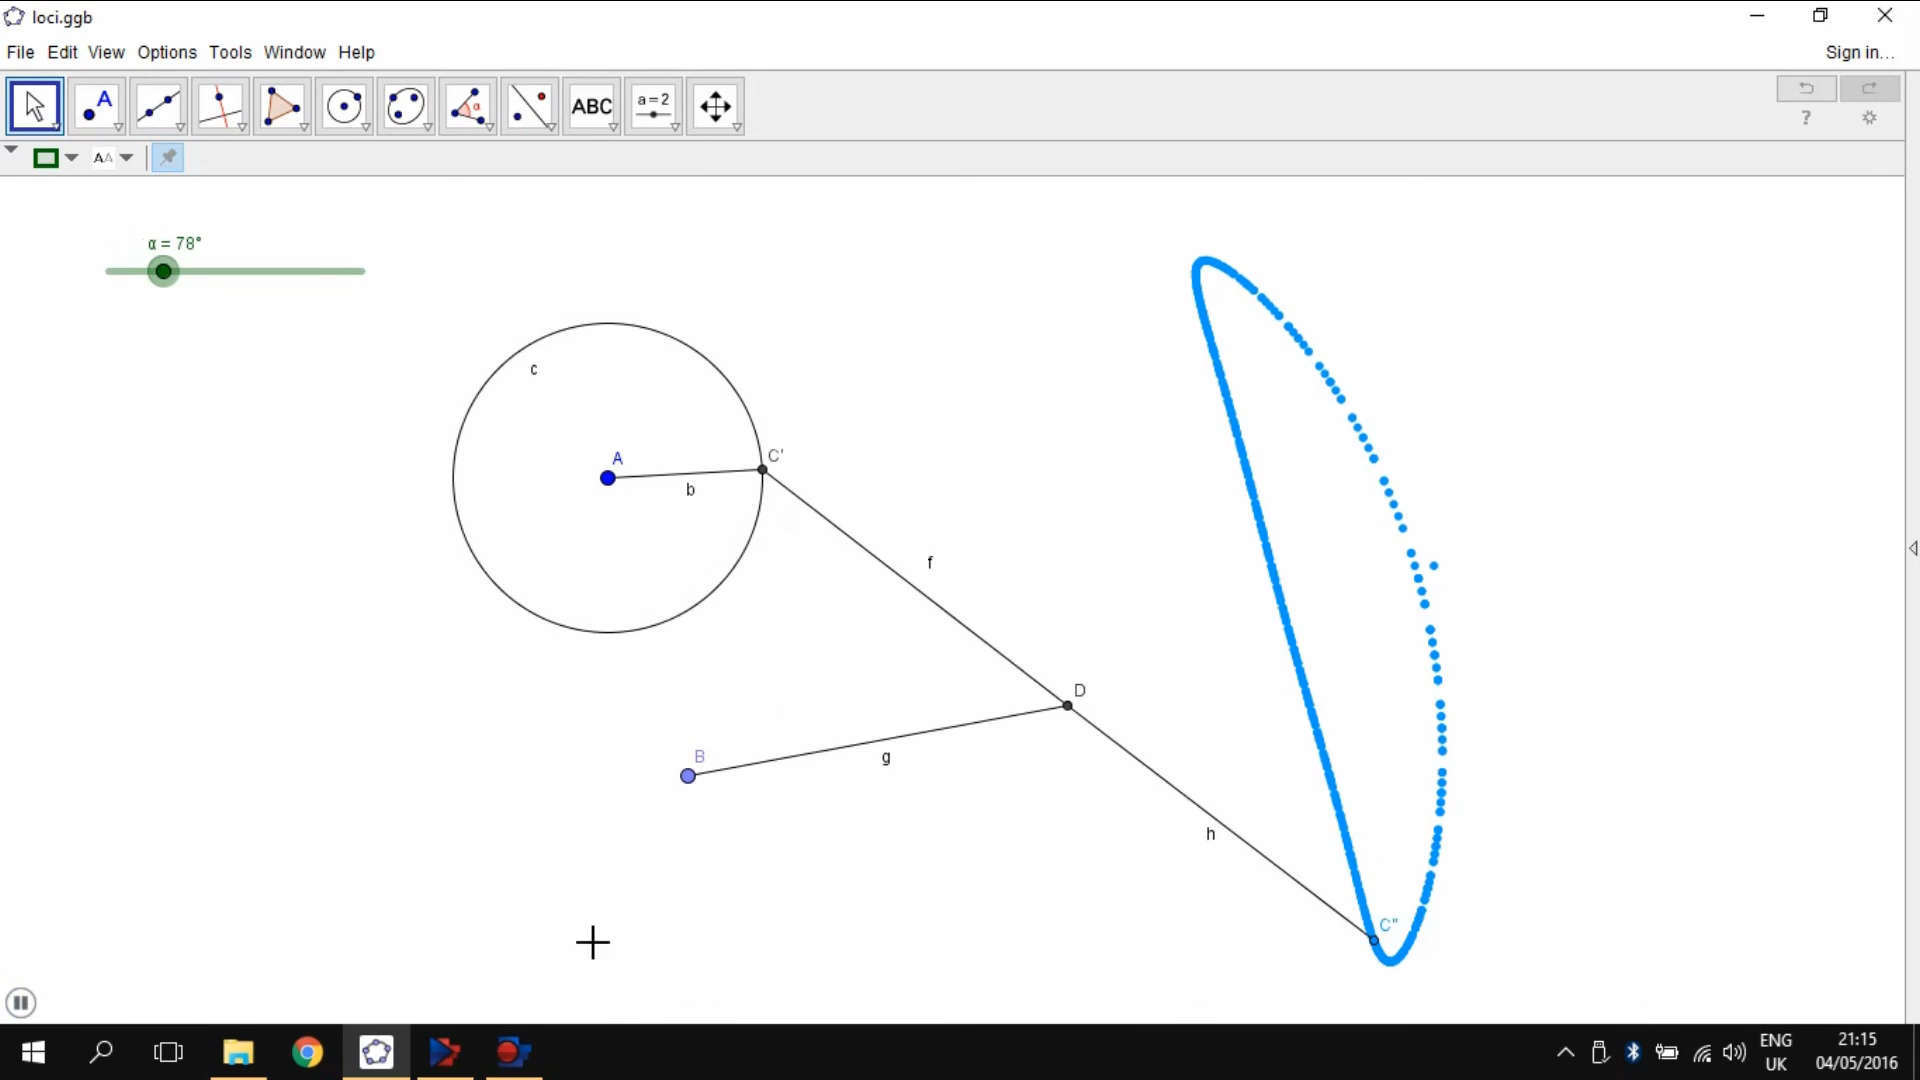 loci.ggb
File Edit View Options Tools Window Help
Sign in...
A
α
ABC
a=2
?
AA
α = 78°
c
A
C'
b
f
D
B
g
h
C''
ENG
UK
21:15
04/05/2016